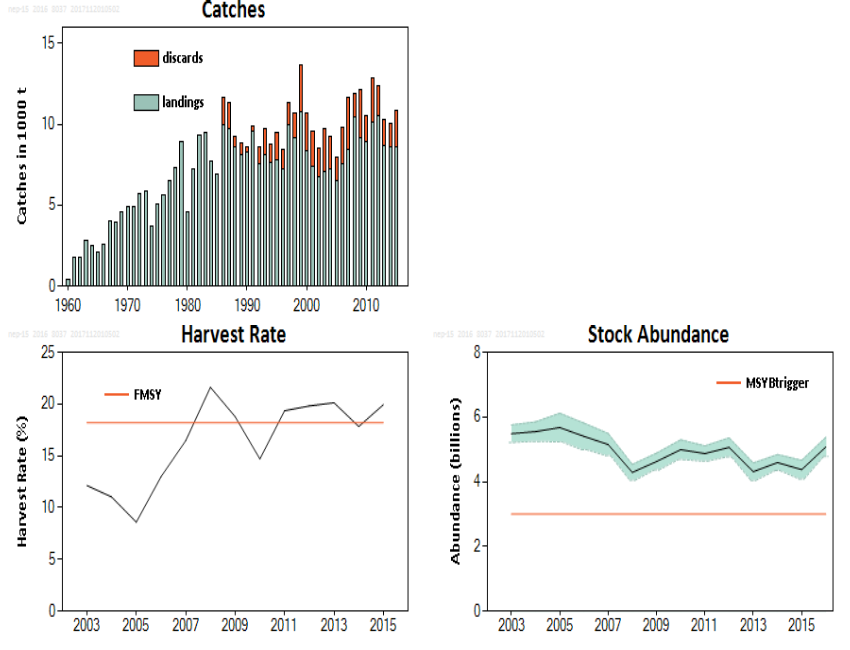 Catches
15
discards
landings
10
Catches in 1000 t
5
0
1960 1970 1980 1990 2000 2010
Harvest Rate
25
FMSY
20
15
Harvest Rate (%)
10
5
0
2003 2005 2007 2009 2011 2013 2015
Stock Abundance
8
MSYBtrigger
6
Abundance (billions)
4
2
0
2003 2005 2007 2009 2011 2013 2015